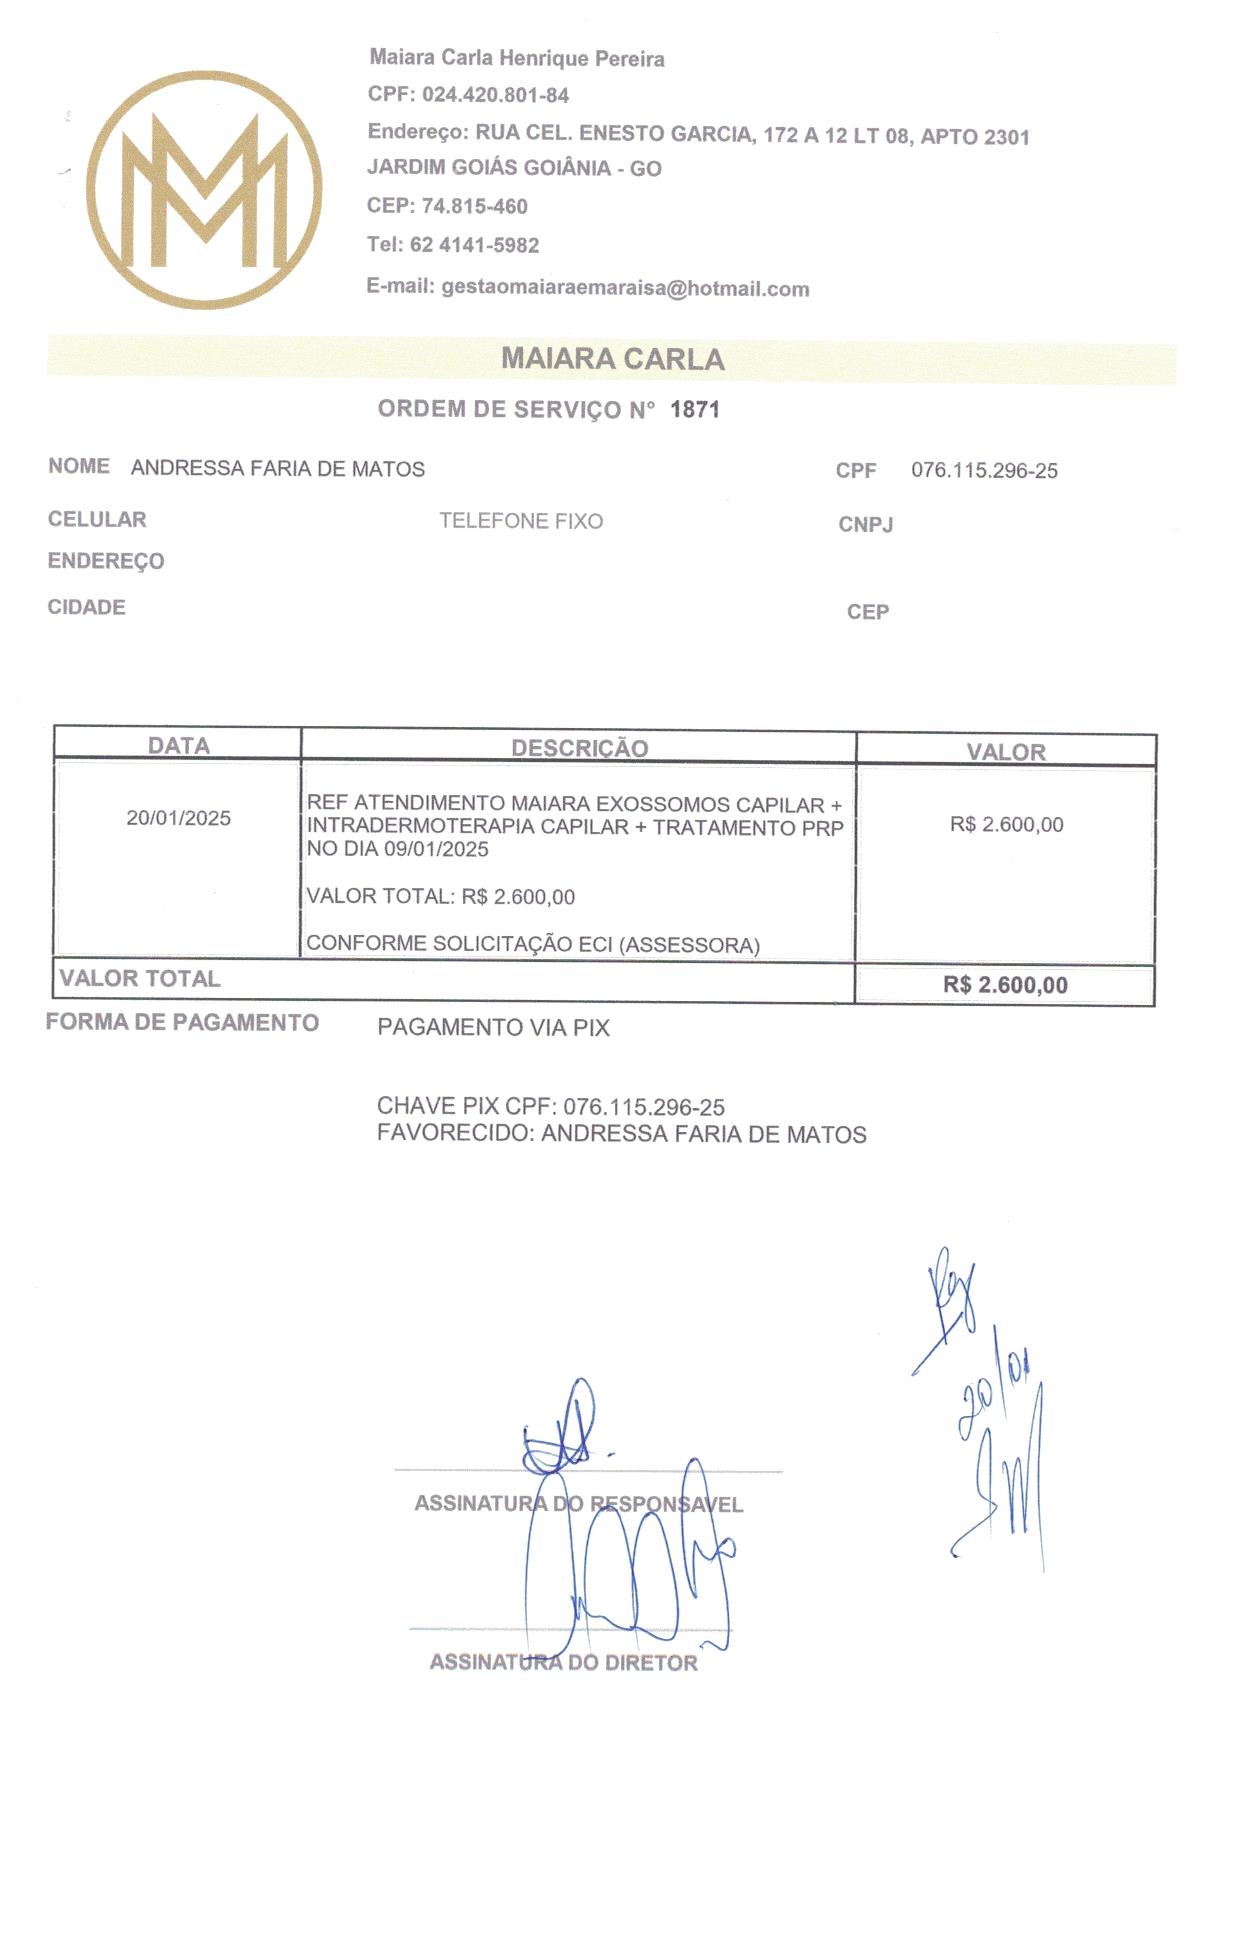 Maiara Carla Henrique Pereira
CPF: 024.420.801-84
Endereço: RUA CEL. ENESTO GARCIA, 172 A 12 LT 08, APTO 2301
JARDIM GOIÁS GOIÂNIA - GO
CEP: 74.815-460
Tel: 62 4141-5982
E-mail: gestaomaiaraemaraisa@hotmail.com
MAIARA CARLA
ORDEM DE SERVIÇO N° 1871
NOME ANDRESSA FARIA DE MATOS CPF 076.115.296-25
CELULAR TELEFONE FIXO CNPJ
ENDEREÇO
CIDADE CEP
DATA DESCRIÇÃO VALOR
REF ATENDIMENTO MAIARA EXOSSOMOS CAPILAR +
20/01/2025 INTRADERMOTERAPIA CAPILAR + TRATAMENTO PRP R$ 2.600,00
NO DIA 09/01/2025
VALOR TOTAL: R$ 2.600,00
CONFORME SOLICITAÇÃO ECI (ASSESSORA)
VALOR TOTAL R$ 2.600,00
FORMA DE PAGAMENTO PAGAMENTO VIA PIX
CHAVE PIX CPF: 076.115.296-25
FAVORECIDO: ANDRESSA FARIA DE MATOS
20/01
ASSINATURA DO RESPONSAVEL
ASSINATURA DO DIRETOR